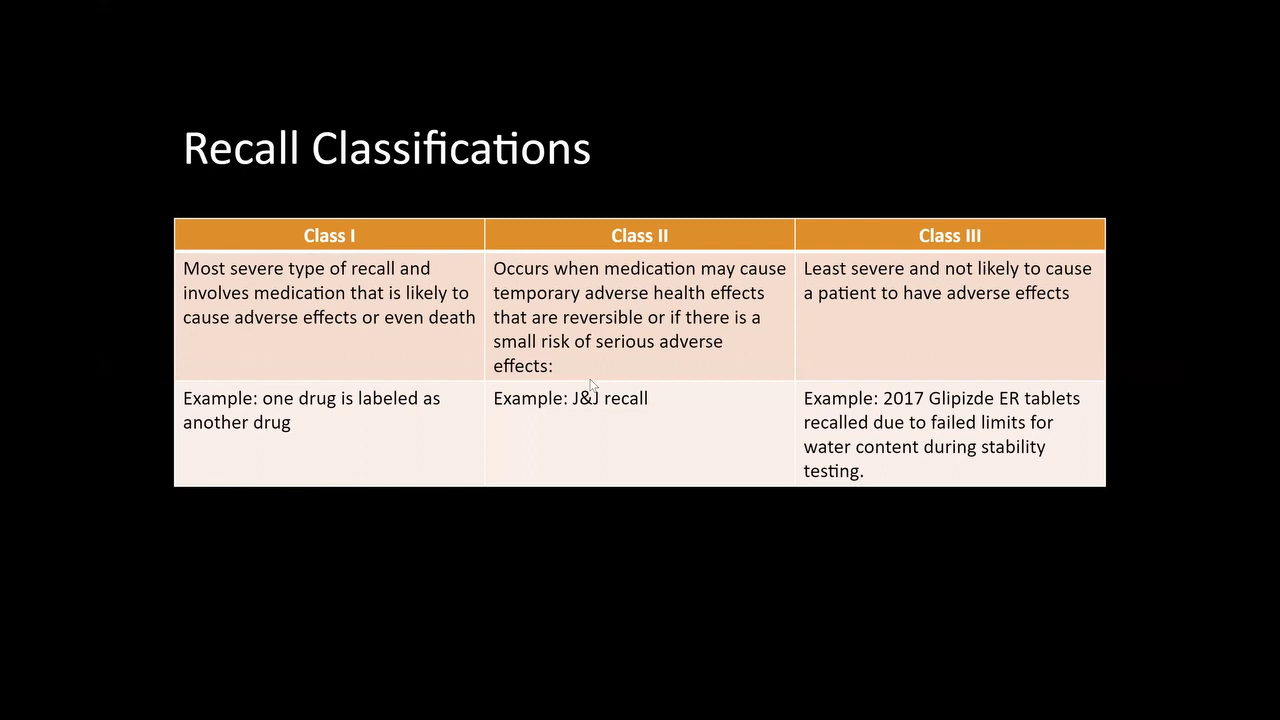 Recall Classifications
Class I
Class II
Class III
Most severe type of recall and
involves medication that is likely to
cause adverse effects or even death
Occurs when medication may cause
temporary adverse health effects
that are reversible or if there is a
small risk of serious adverse
effects:
Least severe and not likely to cause
a patient to have adverse effects
Example: one drug is labeled as
another drug
Example: J&J recall
Example: 2017 Glipizde ER tablets
recalled due to failed limits for
water content during stability
testing.